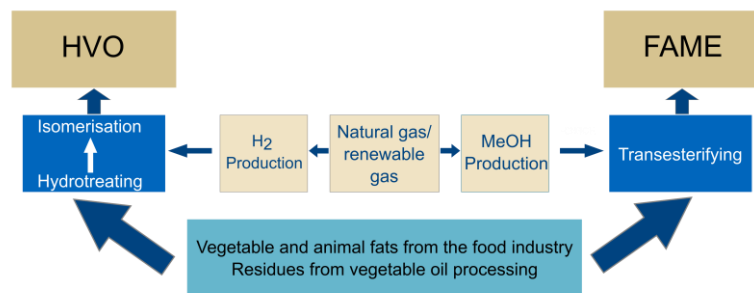 HVO
FAME
Isomerisation
Hydrotreating
H2
Production
Natural gas/
renewable
gas
MeOH
Production
Transesterifying
Vegetable and animal fats from the food industry
Residues from vegetable oil processing